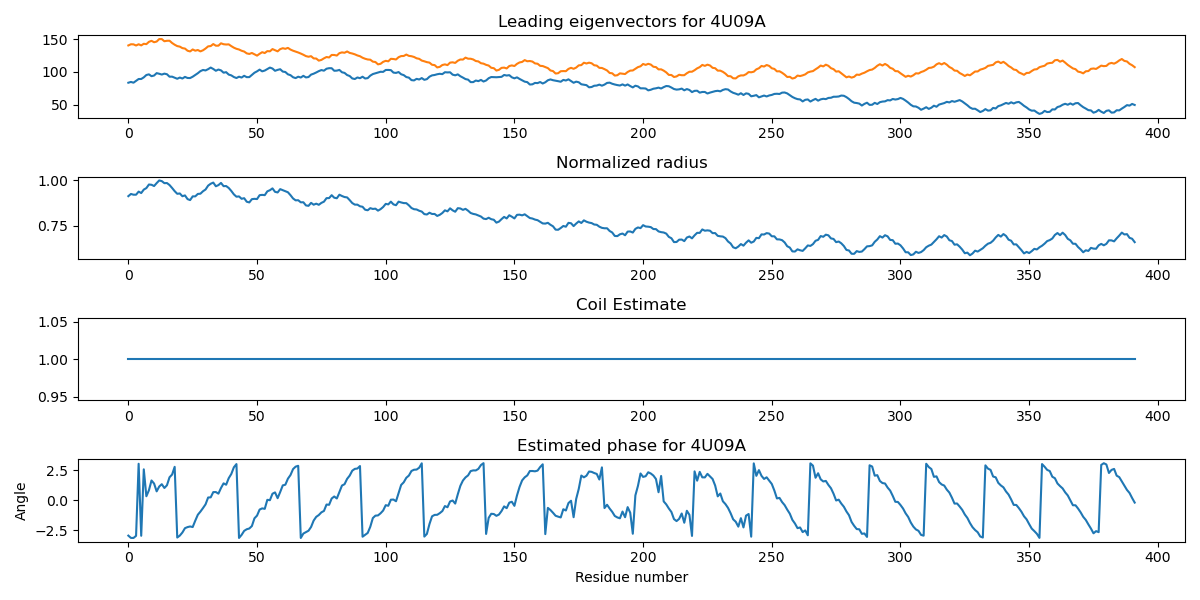 Leading eigenvectors for 4U09A
150
100
50
0 50 100 150 200 250 300 350 400
Normalized radius
1.00
0.75
0 50 100 150 200 250 300 350 400
Coil Estimate
1.05
1.00
0.95
0 50 100 150 200 250 300 350 400
Estimated phase for 4U09A
Angle
2.5
0.0
−2.5
0 50 100 150 200 250 300 350 400
Residue number